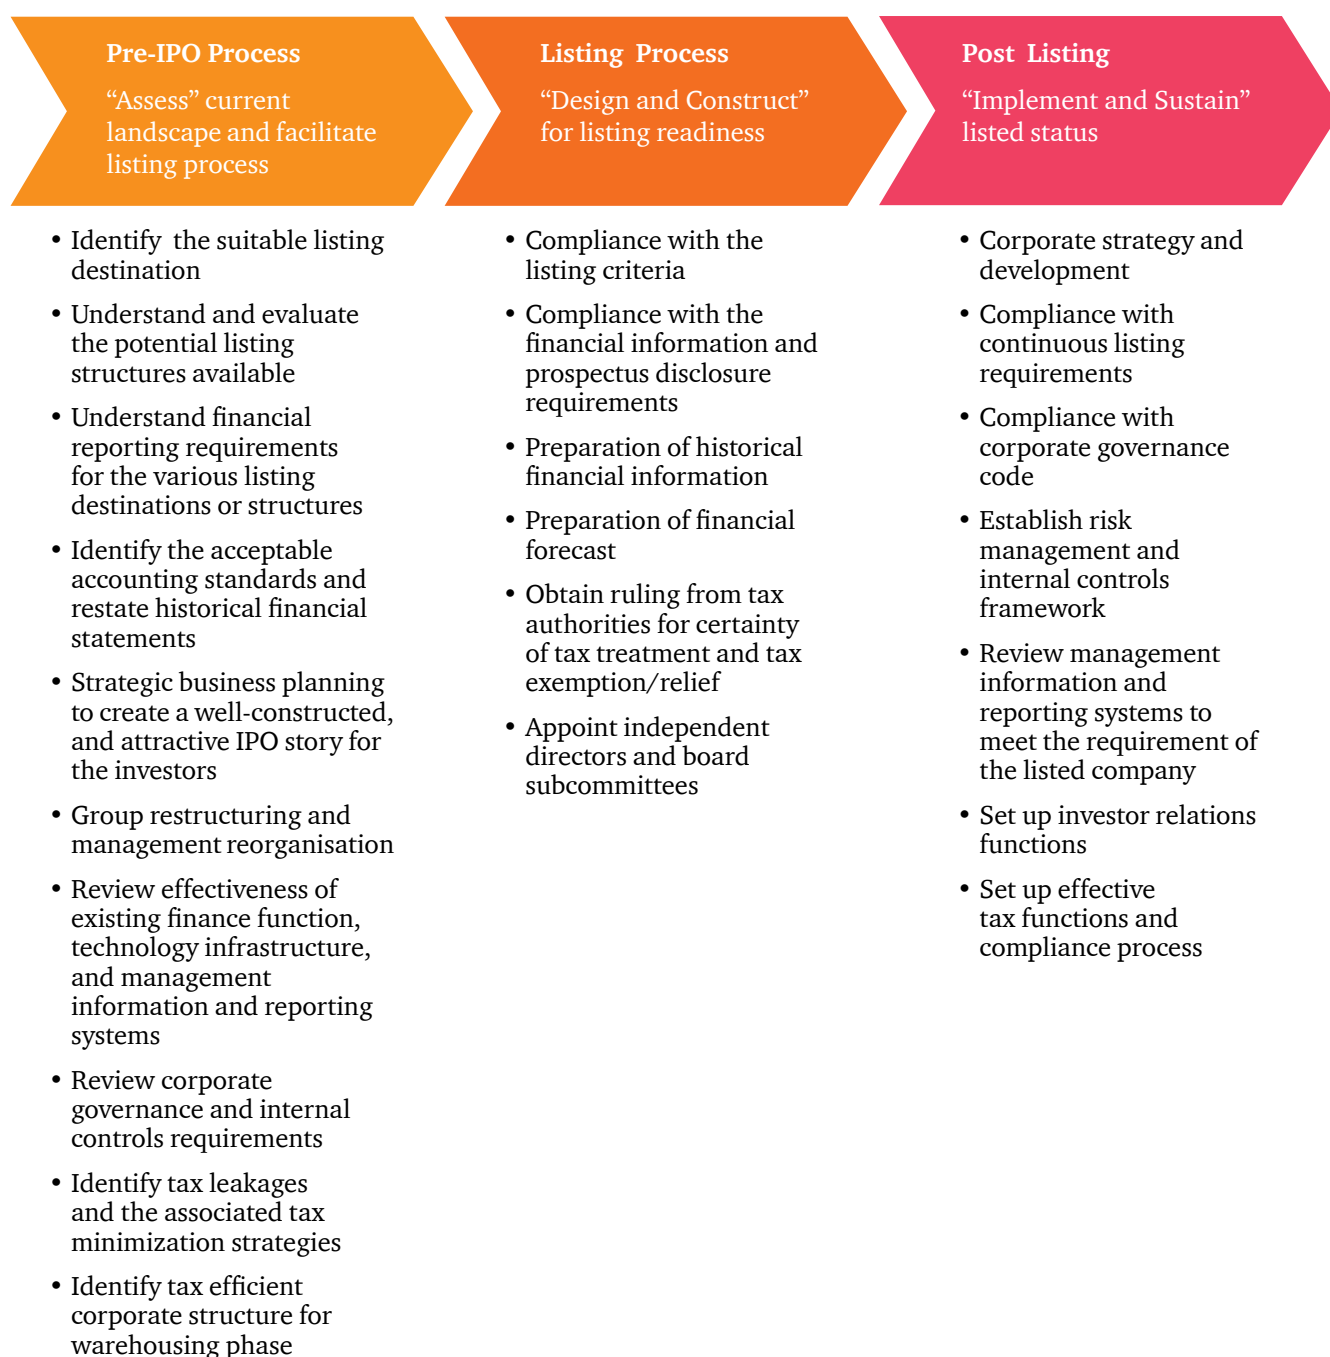 Pre-IPO Process
“Assess” current
landscape and facilitate
listing process
Listing Process
“Design and Construct”
for listing readiness
Post Listing
“Implement and Sustain”
listed status
• Identify the suitable listing
destination
• Understand and evaluate
the potential listing
structures available
• Understand financial
reporting requirements
for the various listing
destinations or structures
• Identify the acceptable
accounting standards and
restate historical financial
statements
• Strategic business planning
to create a well-constructed,
and attractive IPO story for
the investors
• Group restructuring and
management reorganisation
• Review effectiveness of
existing finance function,
technology infrastructure,
and management
information and reporting
systems
• Review corporate
governance and internal
controls requirements
• Identify tax leakages
and the associated tax
minimization strategies
• Identify tax efficient
corporate structure for
warehousing phase
• Compliance with the
listing criteria
• Compliance with the
financial information and
prospectus disclosure
requirements
• Preparation of historical
financial information
• Preparation of financial
forecast
• Obtain ruling from tax
authorities for certainty
of tax treatment and tax
exemption/relief
• Appoint independent
directors and board
subcommittees
• Corporate strategy and
development
• Compliance with
continuous listing
requirements
• Compliance with
corporate governance
code
• Establish risk
management and
internal controls
framework
• Review management
information and
reporting systems to
meet the requirement of
the listed company
• Set up investor relations
functions
• Set up effective
tax functions and
compliance process